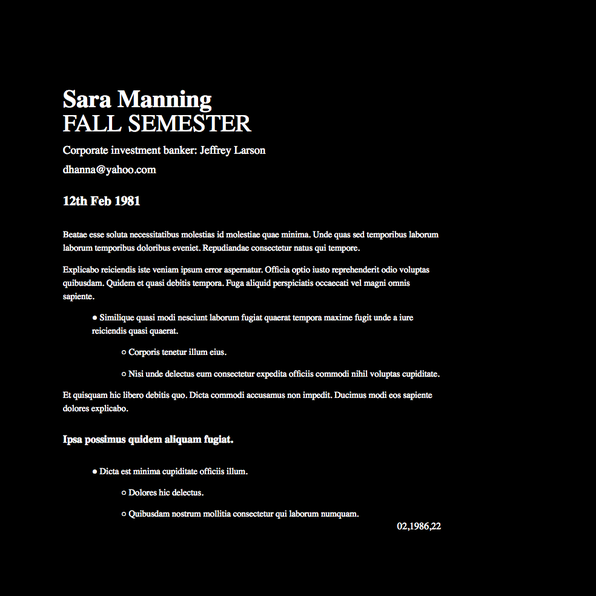 Sara Manning
FALL SEMESTER
Corporate investment banker: Jeffrey Larson
dhanna@yahoo.com
12th Feb 1981
Beatae esse soluta necessitatibus molestias id molestiae quae minima. Unde quas sed temporibus laborum
laborum temporibus doloribus eveniet. Repudiandae consectetur natus qui tempore.
Explicabo reiciendis iste veniam ipsum error aspernatur. Officia optio iusto reprehenderit odio voluptas
quibusdam. Quidem et quasi debitis tempora. Fuga aliquid perspiciatis occaecati vel magni omnis
sapiente.
● Similique quasi modi nesciunt laborum fugiat quaerat tempora maxime fugit unde a iure
reiciendis quasi quaerat.
○ Corporis tenetur illum eius.
○ Nisi unde delectus eum consectetur expedita officiis commodi nihil voluptas cupiditate.
Et quisquam hic libero debitis quo. Dicta commodi accusamus non impedit. Ducimus modi eos sapiente
dolores explicabo.
Ipsa possimus quidem aliquam fugiat.
● Dicta est minima cupiditate officiis illum.
○ Dolores hic delectus.
○ Quibusdam nostrum mollitia consectetur qui laborum numquam.
02,1986,22